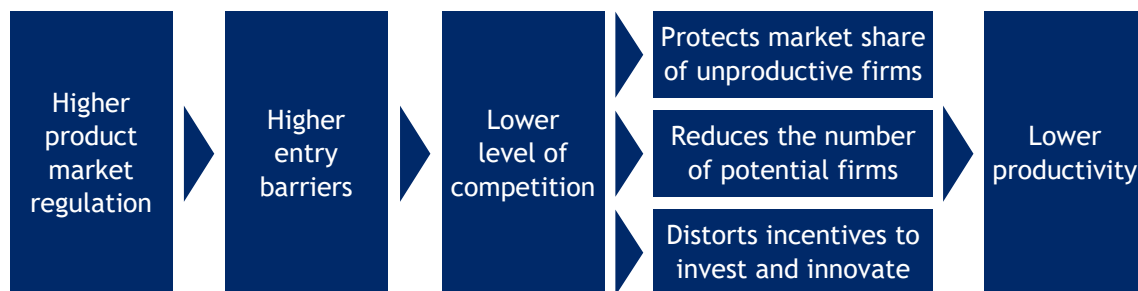 Higher
product
market
regulation
Higher
entry
barriers
Lower
level of
competition
Protects market share
of unproductive firms
Reduces the number
of potential firms
Distorts incentives to
invest and innovate
Lower
productivity